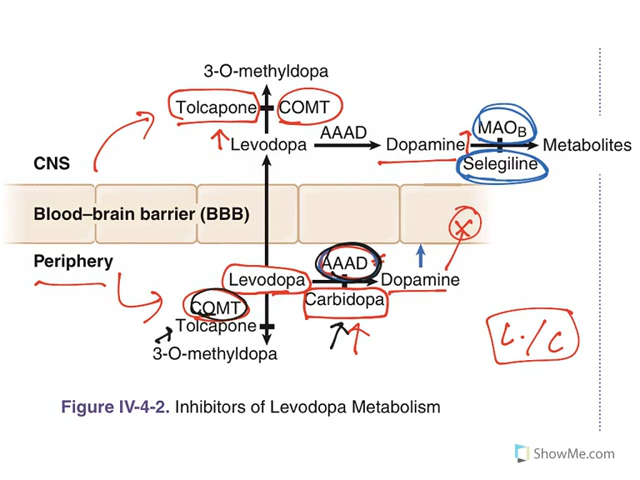 3-O-methyldopa
Tolcapone COMT
Levodopa AAAD Dopamine MAOB Metabolites
Selegiline
CNS
Blood–brain barrier (BBB)
X
Periphery
AAAD
Levodopa Dopamine
Carbidopa
COMT
Tolcapone
3-O-methyldopa
L./C
Figure IV-4-2. Inhibitors of Levodopa Metabolism
ShowMe.com